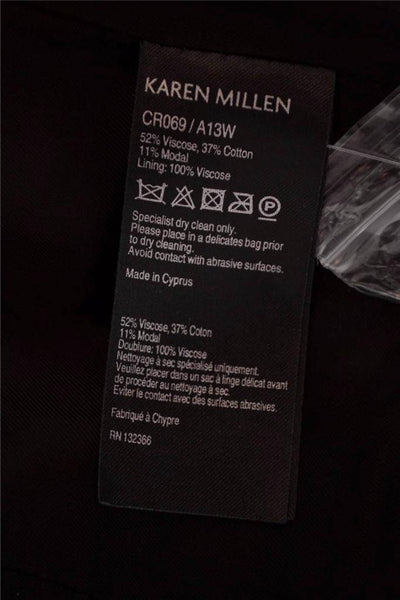 KAREN MILLEN
CR069 / A13W
52% Viscose, 37% Cotton
11% Modal
Lining: 100% Viscose
P
Specialist dry clean only.
Please place in a delicates bag prior
to dry cleaning.
Avoid contact with abrasive surfaces.
Made in Cyprus
52% Viscose, 37% Coton
11% Modal
Doublure: 100% Viscose
Nettoyage à sec spécialisé uniquement.
Veuillez placer dans un sac à linge délicat avant
de procéder au nettoyage à sec.
Eviter le contact avec des surfaces abrasives.
Fabriqué à Chypre
RN 132366